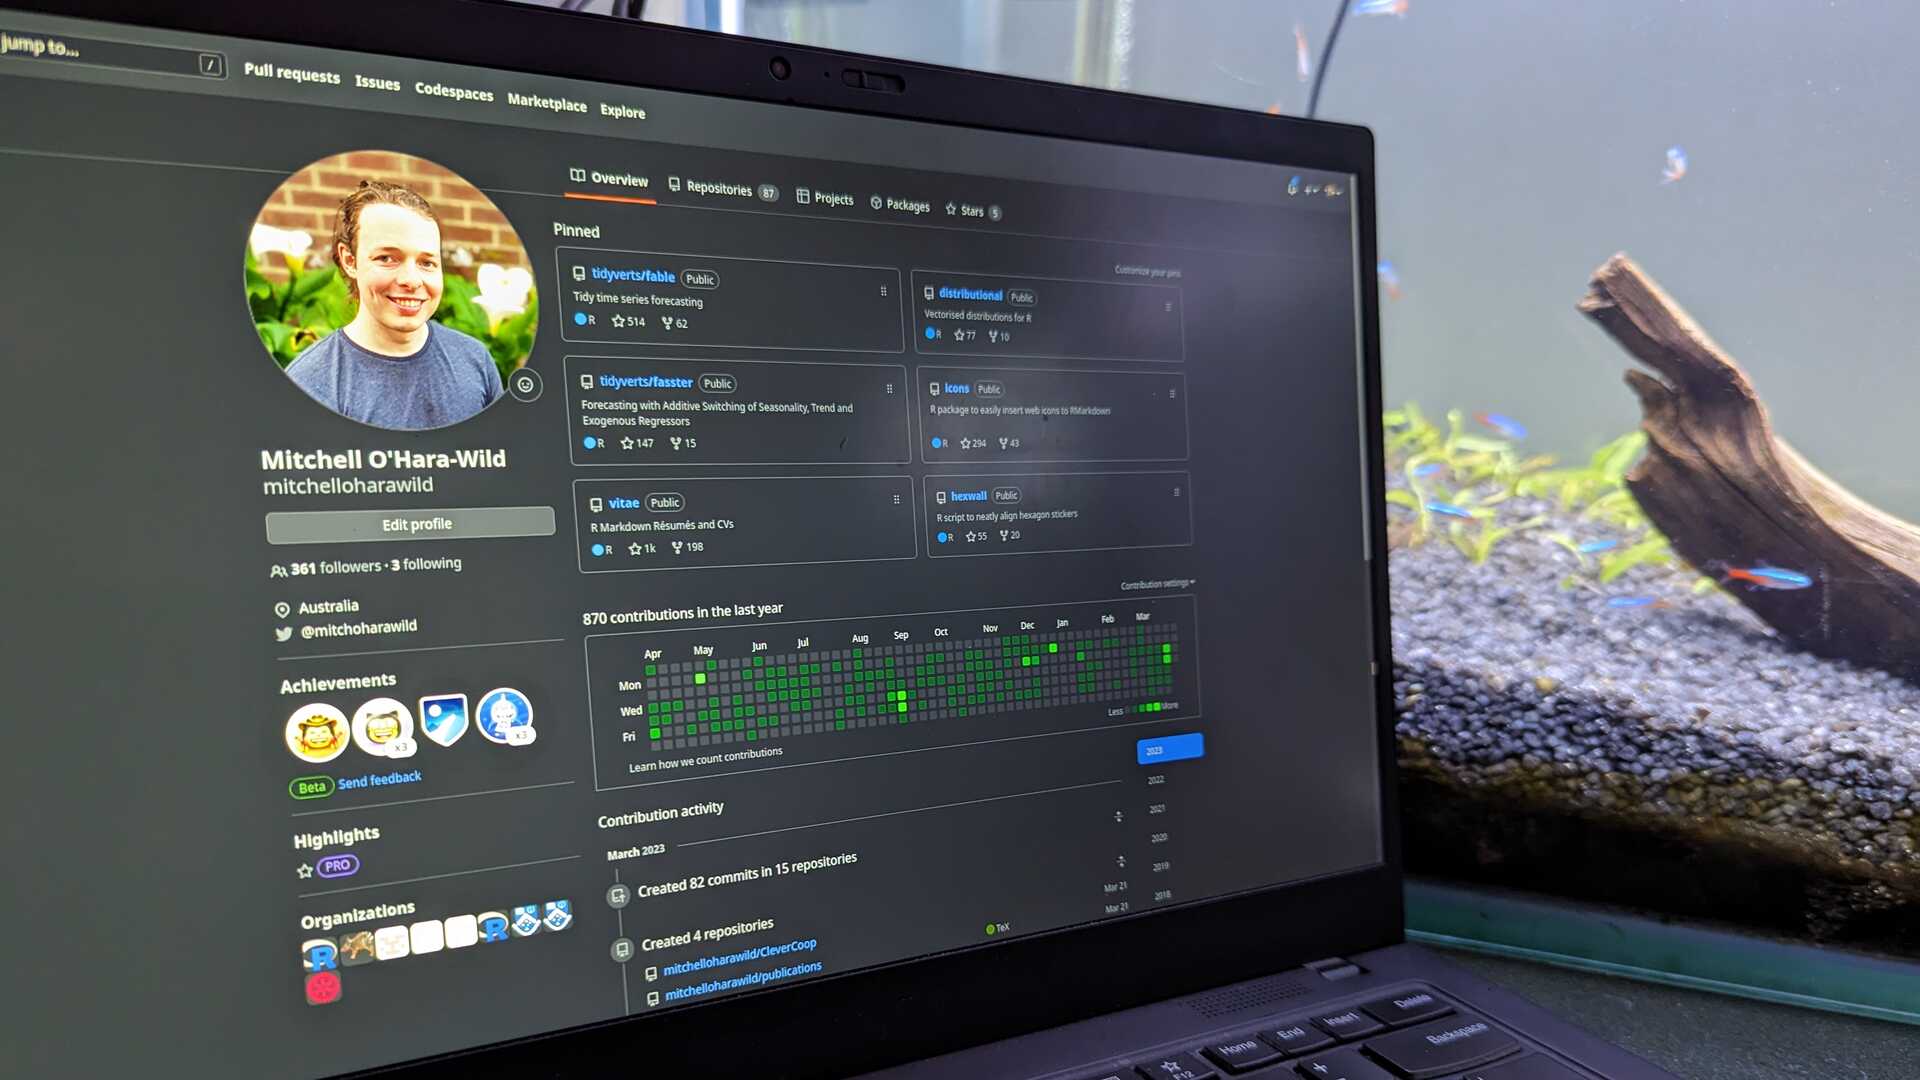 jump to...
/
Pull requests Issues Codespaces Marketplace Explore
Overview Repositories 87 Projects Packages Stars 5
Pinned
Customize your pins
tidyverts/fable Public
Tidy time series forecasting
R 514 62
distributional Public
Vectorised distributions for R
R 77 10
tidyverts/fasster Public
Forecasting with Additive Switching of Seasonality, Trend and
Exogenous Regressors
R 147 15
icons Public
R package to easily insert web icons to RMarkdown
R 294 43
vitae Public
R Markdown Résumés and CVs
R 1k 198
hexwall Public
R script to neatly align hexagon stickers
R 55 20
Mitchell O'Hara-Wild
mitchelloharawild
Edit profile
361 followers · 3 following
Australia
@mitchoharawild
Achievements
x3
x3
Beta Send feedback
Highlights
PRO
Organizations
870 contributions in the last year
Contribution settings
Apr May Jun Jul Aug Sep Oct Nov Dec Jan Feb Mar
Mon
Wed
Fri
Learn how we count contributions
Less More
2023
2022
2021
2020
2019
2018
Contribution activity
March 2023
Created 82 commits in 15 repositories
Created 4 repositories
mitchelloharawild/CleverCoop
TeX
Mar 21
mitchelloharawild/publications
Mar 21
Delete
Insert
End
Home
F12
Backspace